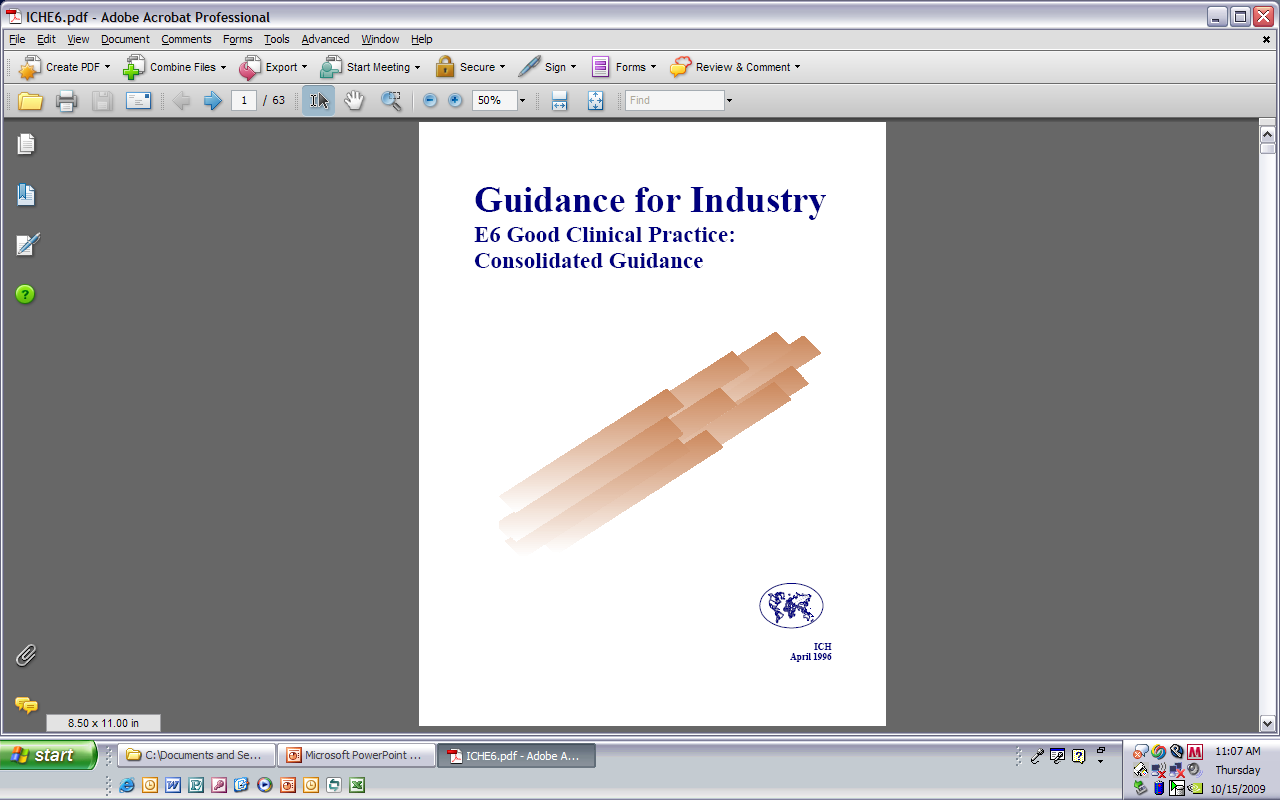 ICHE6.pdf - Adobe Acrobat Professional
File Edit View Document Comments Forms Tools Advanced Window Help
Create PDF Combine Files Export Start Meeting Secure Sign Forms Review & Comment
1 / 63 50% Find
Guidance for Industry
E6 Good Clinical Practice:
Consolidated Guidance
ICH
April 1996
8.50 x 11.00 in
start C:\Documents and Se... Microsoft PowerPoint ... ICHE6.pdf - Adobe A...
11:07 AM
Thursday
10/15/2009